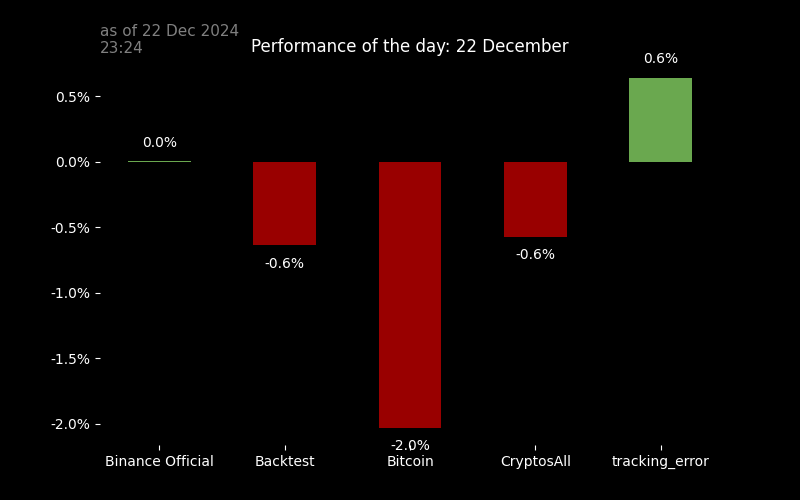 as of 22 Dec 2024
23:24
Performance of the day: 22 December
0.6%
0.5%
0.0%
0.0%
-0.5%
-0.6%
-0.6%
-1.0%
-1.5%
-2.0%
-2.0%
Binance Official
Backtest
Bitcoin
CryptosAll
tracking_error